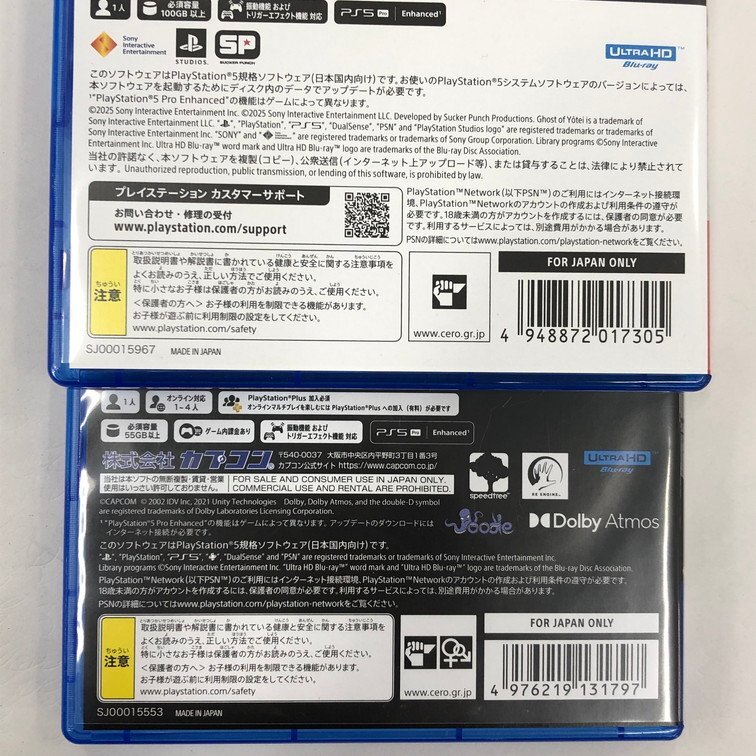 1人
必須容量
100GB 以上
振動機能 および
トリガーエフェクト機能 対応
PS5 Pro Enhanced¹
Sony
Interactive
Entertainment
STUDIOS
SP
SUCKER PUNCH
ULTRA HD™
Blu-ray
このソフトウェアはPlayStation®5規格ソフトウェア(日本国内向け)です。お使いのPlayStation®5システムソフトウェアのバージョンによっては、
本ソフトウェアを起動するためにディスク内のデータでアップデートが必要です。
¹"PlayStation®5 Pro Enhanced"の機能はゲームによって異なります。
©2025 Sony Interactive Entertainment LLC. Developed by Sucker Punch Productions. Ghost of Yōtei is a trademark of
Sony Interactive Entertainment LLC. "PlayStation", "PS5", "DualSense", "PSN" and "PlayStation Studios logo" are registered trademarks or trademarks of
Sony Interactive Entertainment Inc. "SONY" and are registered trademarks or trademarks of Sony Group Corporation. Library programs ©Sony Interactive
Entertainment Inc. Ultra HD Blu-ray™ word mark and Ultra HD Blu-ray™ logo are trademarks of the Blu-ray Disc Association.
当社の許諾なく、本ソフトウェアを複製(コピー)、公衆送信(インターネット上アップロード等)、または貸与することは、法律により禁止されて
います。Unauthorized reproduction, public transmission, or lending of this software, is prohibited by law.
プレイステーション カスタマーサポート
お問い合わせ・修理の受付
www.playstation.com/support
PlayStation™Network(以下PSN™)のご利用にはインターネット接続環
境、PlayStation™Networkのアカウントの作成および利用条件の遵守が
必要です。18歳未満の方がアカウントを作成するには、保護者の同意が必要
です。利用するサービスによっては、別途費用がかかる場合があります。
PSNの詳細についてはwww.playstation.com/playstation-network/をご覧ください。
ちゅうい
注意
取扱説明書や解説書に書かれている健康と安全に関する注意事項を
よくお読みのうえ、正しい方法でご使用ください。
特に小さなお子様は保護者の方がお読みのうえ、ご使用ください。
<保護者の方へ> お子様の利用を制限できる機能があります。
お子様が遊ぶ前に利用制限の設定をしてください。
www.playstation.com/safety
SJ00015967 MADE IN JAPAN
www.cero.gr.jp
FOR JAPAN ONLY
4 948872 017305
1人
オンライン対応
1~4人
PlayStation®Plus 加入必須
オンラインマルチプレイを楽しむには PlayStation®Plus への加入(有料)が必要です
必須容量
55GB以上
ゲーム内課金あり
振動機能 および
トリガーエフェクト機能 対応
PS5 Pro Enhanced¹
株式会社 カプコン
〒540-0037 大阪市中央区内平野町3丁目1番3号
カプコン公式サイト https://www.capcom.co.jp/
当社は本ソフトの無断複製・賃貸・営業
使用はいっさい許可しておりません。
FOR SALE AND CONSUMER USE IN JAPAN ONLY.
COMMERCIAL USE AND RENTAL ARE PROHIBITED.
speedtree®
RE ENGINE.
ULTRA HD
Blu-ray
©CAPCOM © 2002 IDV Inc, 2021 Unity Technologies Dolby, Dolby Atmos, and the double-D symbol
are registered trademarks of Dolby Laboratories Licensing Corporation.
oodle
Dolby Atmos
¹ "PlayStation®5 Pro Enhanced"の機能はゲームによって異なります。アップデートのダウンロードには
インターネット接続が必要です。
このソフトウェアはPlayStation®5規格ソフトウェア(日本国内向け)です。
"PlayStation", "PS5", "DualSense" and "PSN" are registered trademarks or trademarks of Sony Interactive Entertainment Inc.
Library programs ©Sony Interactive Entertainment Inc. "Ultra HD Blu-ray™" word mark and "Ultra HD Blu-ray™" logo are trademarks of the Blu-ray Disc Association.
PlayStation™Network(以下PSN™)のご利用にはインターネット接続環境、PlayStation™Networkのアカウントの作成および利用条件の遵守が必要です。
18歳未満の方がアカウントを作成するには、保護者の同意が必要です。利用するサービスによっては、別途費用がかかる場合があります。
PSNの詳細についてはwww.playstation.com/playstation-network/をご覧ください。
ちゅうい
注意
取扱説明書や解説書に書かれている健康と安全に関する注意事項を
よくお読みのうえ、正しい方法でご使用ください。
特に小さなお子様は保護者の方がお読みのうえ、ご使用ください。
<保護者の方へ> お子様の利用を制限できる機能があります。
お子様が遊ぶ前に利用制限の設定をしてください。
www.playstation.com/safety
SJ00015553 MADE IN JAPAN
www.cero.gr.jp
FOR JAPAN ONLY
4 976219 131797